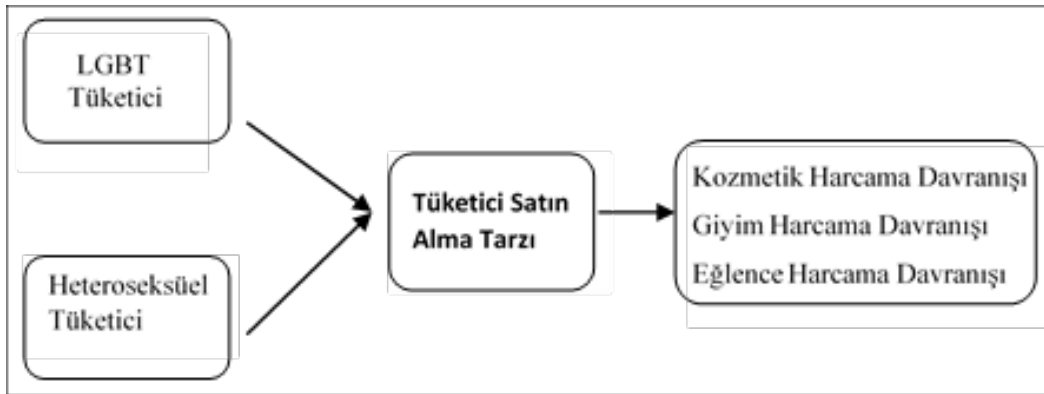 LGBT
Tüketici
Heteroseksüel
Tüketici
Tüketici Satın
Alma Tarzı
Kozmetik Harcama Davranışı
Giyim Harcama Davranışı
Eğlence Harcama Davranışı